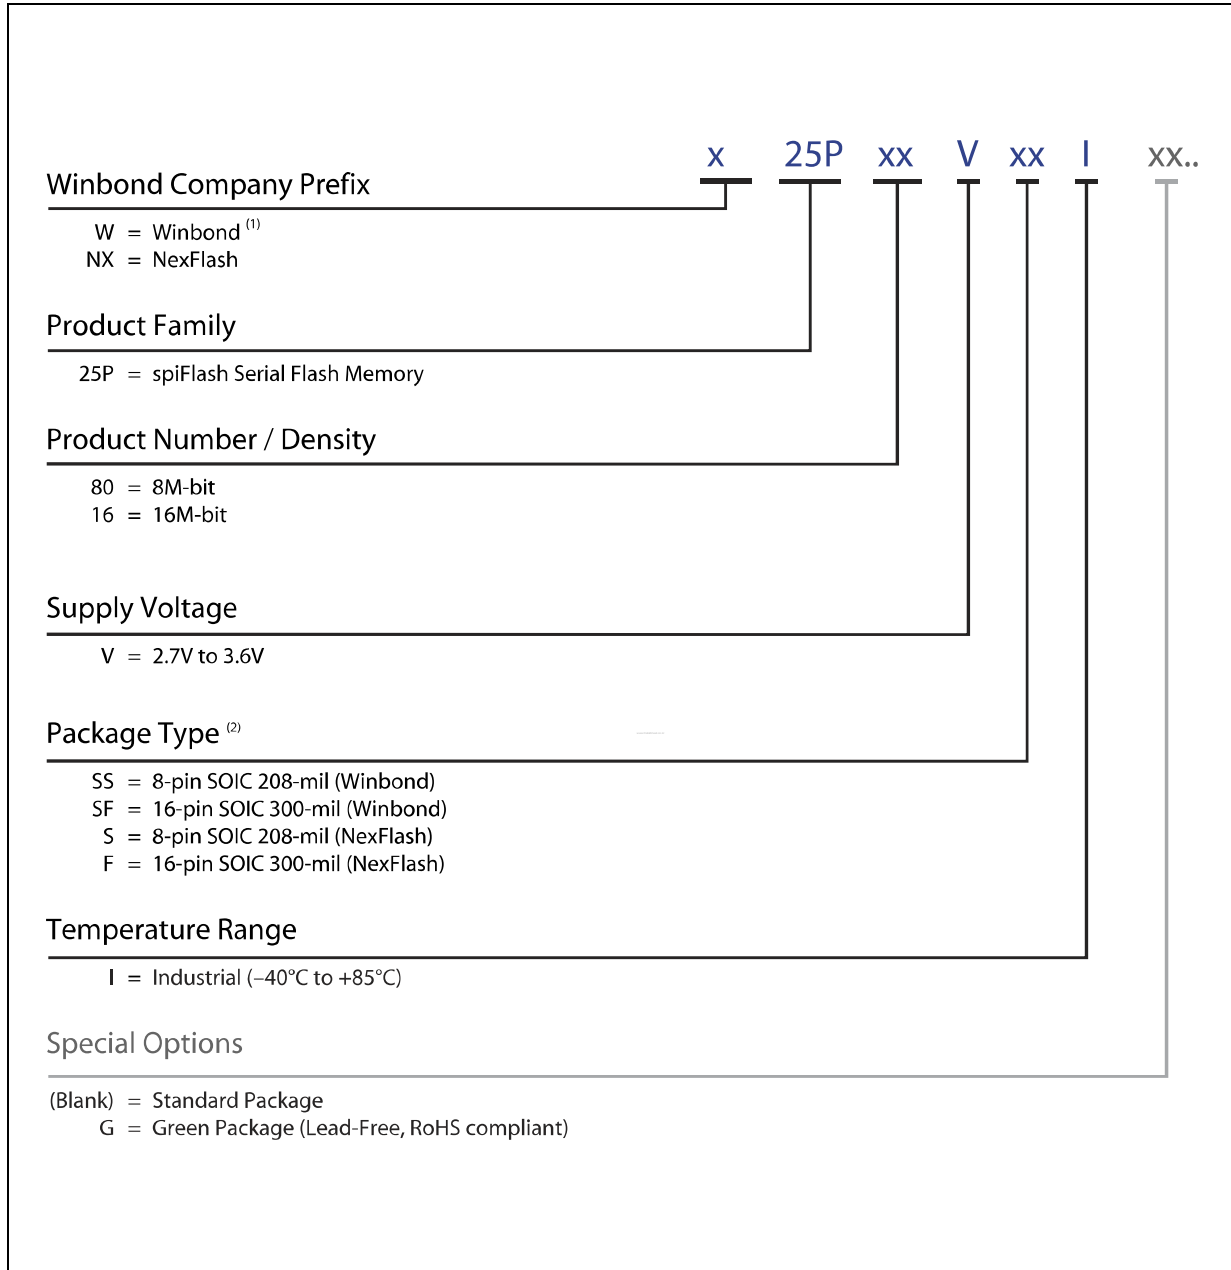 x 25P xx V xx I xx..
Winbond Company Prefix
W = Winbond (1)
NX = NexFlash
Product Family
25P = spiFlash Serial Flash Memory
Product Number / Density
80 = 8M-bit
16 = 16M-bit
Supply Voltage
V = 2.7V to 3.6V
Package Type (2)
SS = 8-pin SOIC 208-mil (Winbond)
SF = 16-pin SOIC 300-mil (Winbond)
S = 8-pin SOIC 208-mil (NexFlash)
F = 16-pin SOIC 300-mil (NexFlash)
Temperature Range
I = Industrial (–40°C to +85°C)
Special Options
(Blank) = Standard Package
G = Green Package (Lead-Free, RoHS compliant)